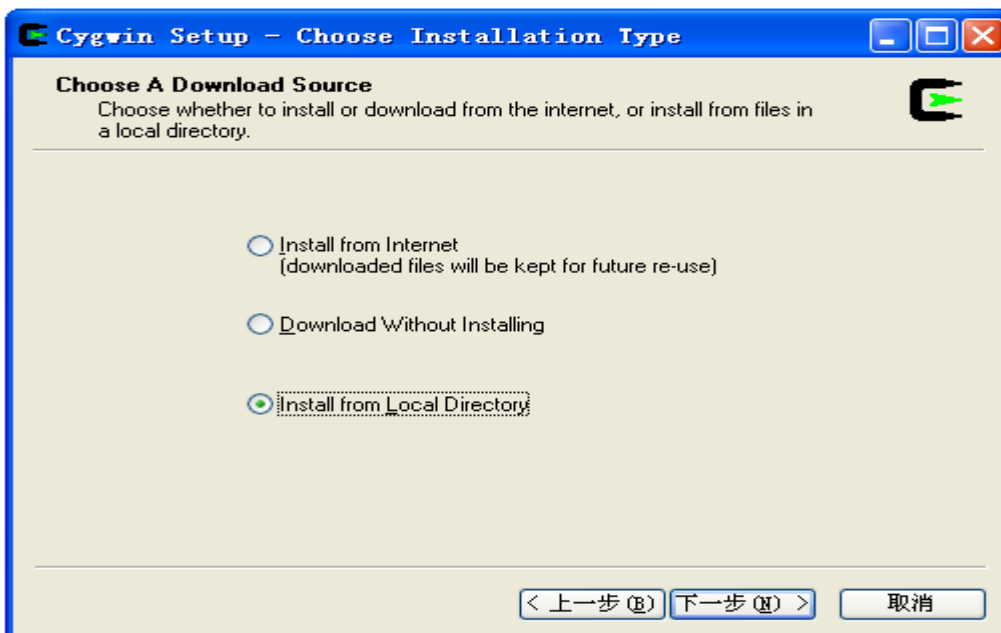 Cygwin Setup - Choose Installation Type
Choose A Download Source
Choose whether to install or download from the internet, or install from files in
a local directory.
Install from Internet
(downloaded files will be kept for future re-use)
Download Without Installing
Install from Local Directory
< 上一步(B) 下一步(N) > 取消